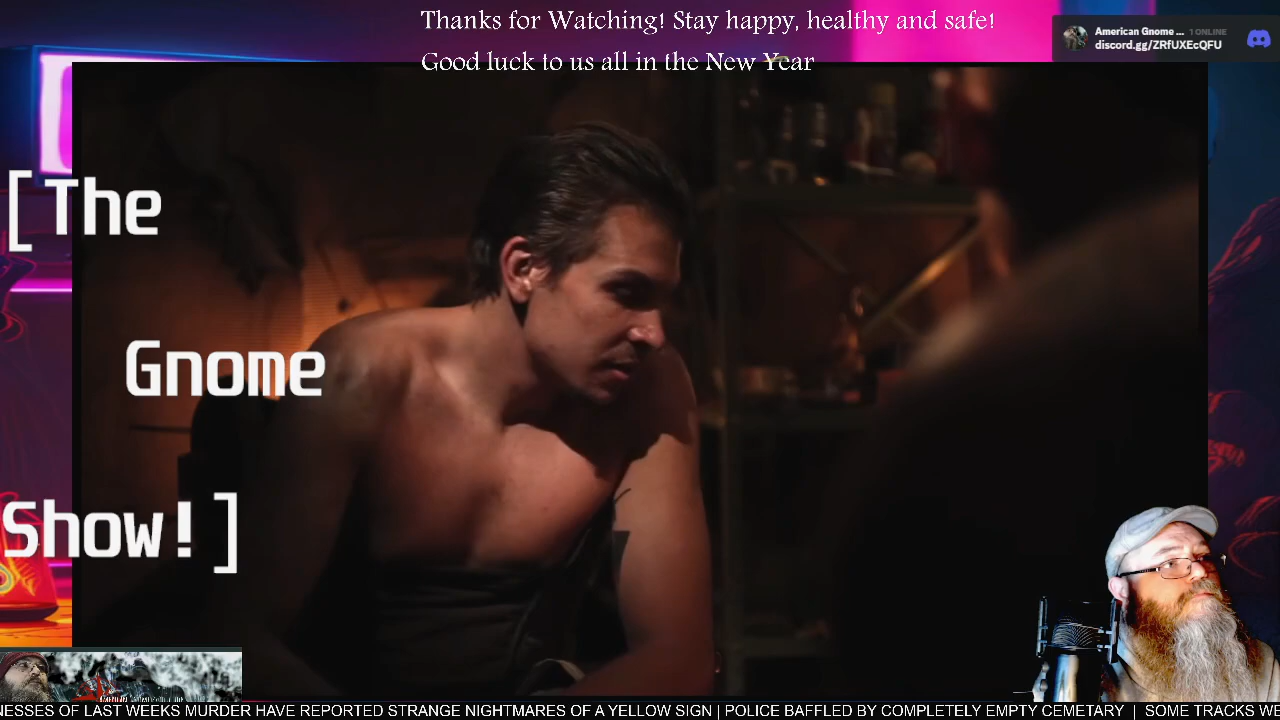 Thanks for Watching! Stay happy, healthy and safe!
Good luck to us all in the New Year
American Gnome ... 1 ONLINE
discord.gg/ZRfUXEcQFU
[The
Gnome
Show!]
NESSES OF LAST WEEKS MURDER HAVE REPORTED STRANGE NIGHTMARES OF A YELLOW SIGN | POLICE BAFFLED BY COMPLETELY EMPTY CEMETARY | SOME TRACKS WE